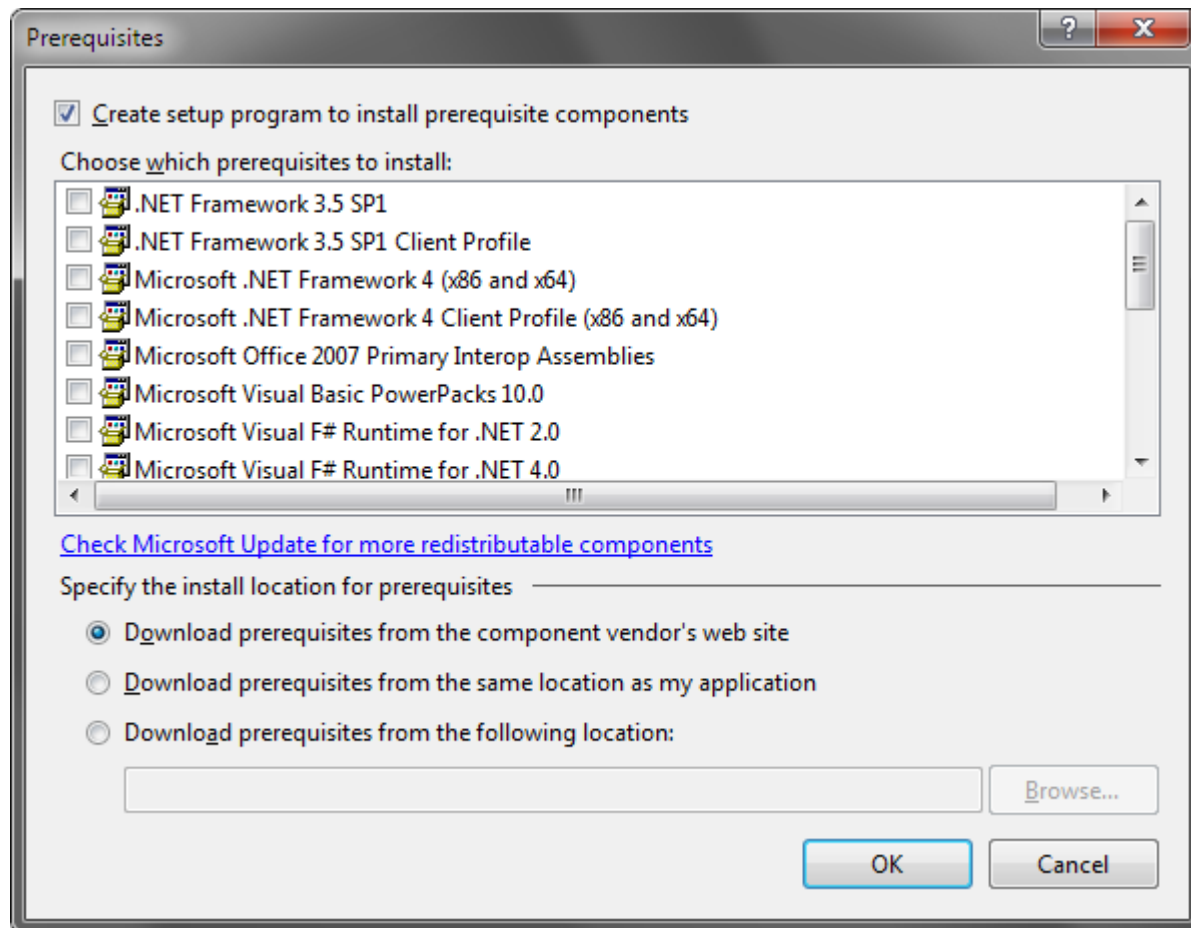 Prerequisites
Create setup program to install prerequisite components
Choose which prerequisites to install:
.NET Framework 3.5 SP1
.NET Framework 3.5 SP1 Client Profile
Microsoft .NET Framework 4 (x86 and x64)
Microsoft .NET Framework 4 Client Profile (x86 and x64)
Microsoft Office 2007 Primary Interop Assemblies
Microsoft Visual Basic PowerPacks 10.0
Microsoft Visual F# Runtime for .NET 2.0
Microsoft Visual F# Runtime for .NET 4.0
Check Microsoft Update for more redistributable components
Specify the install location for prerequisites
Download prerequisites from the component vendor's web site
Download prerequisites from the same location as my application
Download prerequisites from the following location:
Browse...
OK Cancel